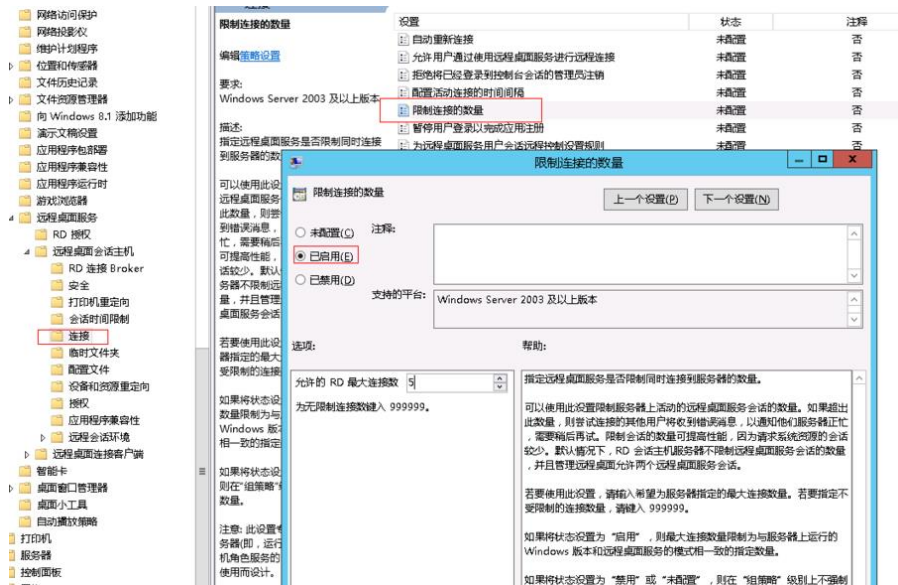 网络访问保护
网络投影仪
维护计划程序
位置和传感器
文件历史记录
文件资源管理器
向 Windows 8.1 添加功能
演示文稿设置
应用程序包部署
应用程序兼容性
应用程序运行时
游戏浏览器
远程桌面服务
RD 授权
远程桌面会话主机
RD 连接 Broker
安全
打印机重定向
会话时间限制
连接
临时文件夹
配置文件
设备和资源重定向
授权
应用程序兼容性
远程会话环境
远程桌面连接客户端
智能卡
桌面窗口管理器
桌面小工具
自动播放策略
打印机
服务器
控制面板
限制连接的数量
编辑策略设置
要求:
Windows Server 2003 及以上版本
描述:
指定远程桌面服务是否限制同时连接
到服务器的数
可以使用此设
远程桌面服务
此数量，则尝
到错误消息，
忙，需要稍后
可提高性能，
话较少。默认
务器不限制远
量，并且管理
桌面服务会话
若要使用此设
器指定的最大
受限制的连接
如果将状态设
数量限制为与
Windows 版
相一致的指定
如果将状态设
则在"组策略"
数量。
注意: 此设置专
务器(即，运行
机角色服务的
使用而设计。
设置 状态 注释
自动重新连接 未配置 否
允许用户通过使用远程桌面服务进行远程连接 未配置 否
拒绝将已经登录到控制台会话的管理员注销 未配置 否
配置活动连接的时间间隔 未配置 否
限制连接的数量 未配置 否
暂停用户登录以完成应用注册 未配置 否
为远程桌面服务用户会话远程控制设置规则 未配置 否
限制连接的数量
限制连接的数量
上一个设置(P) 下一个设置(N)
未配置(C) 注释:
已启用(E)
已禁用(D)
支持的平台: Windows Server 2003 及以上版本
选项: 帮助:
允许的 RD 最大连接数 5
为无限制连接数键入 999999。
指定远程桌面服务是否限制同时连接到服务器的数量。
可以使用此设置限制服务器上活动的远程桌面服务会话的数量。如果超出
此数量，则尝试连接的其他用户将收到错误消息，以通知他们服务器正忙
，需要稍后再试。限制会话的数量可提高性能，因为请求系统资源的会话
较少。默认情况下，RD 会话主机服务器不限制远程桌面服务会话的数量
，并且管理远程桌面允许两个远程桌面服务会话。
若要使用此设置，请输入希望为服务器指定的最大连接数量。若要指定不
受限制的连接数量，请键入 999999。
如果将状态设置为 "启用"，则最大连接数量限制为与服务器上运行的
Windows 版本和远程桌面服务的模式相一致的指定数量。
如果将状态设置为 "禁用" 或 "未配置"，则在 "组策略" 级别上不强制